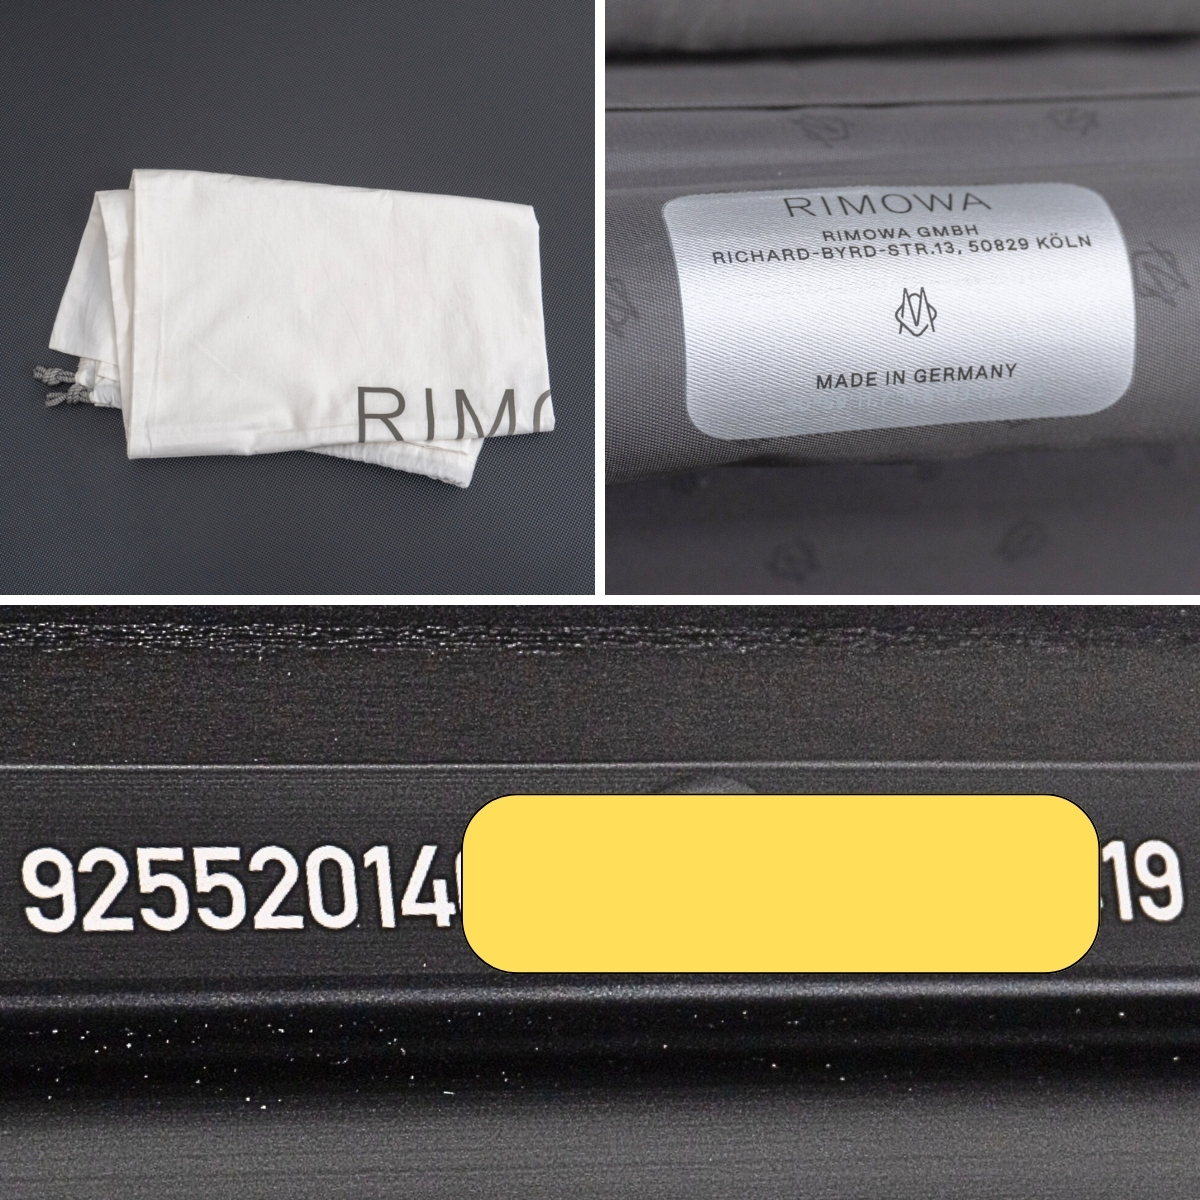 RIMO
RIMOWA
RIMOWA GMBH
RICHARD-BYRD-STR.13, 50829 KÖLN
MADE IN GERMANY
92552014
19